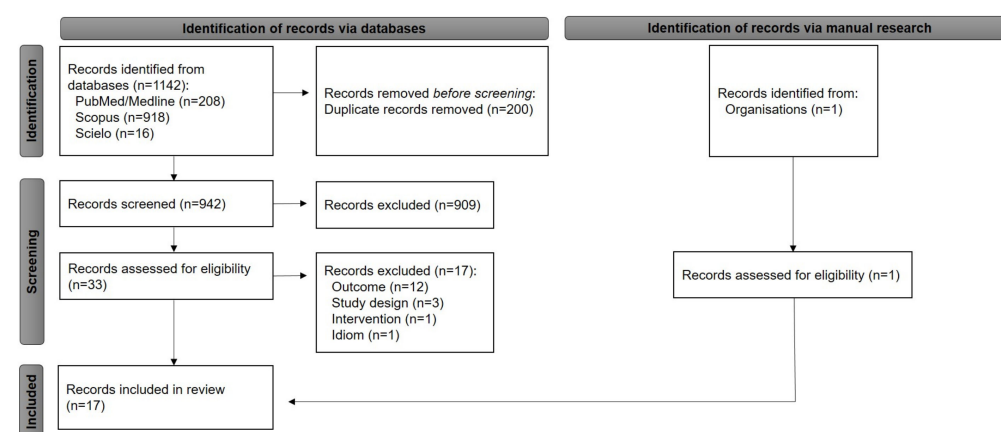 Identification of records via databases
Identification of records via manual research
Identification
Records identified from
databases (n=1142):
PubMed/Medline (n=208)
Scopus (n=918)
Scielo (n=16)
Records removed before screening:
Duplicate records removed (n=200)
Records identified from:
Organisations (n=1)
Screening
Records screened (n=942)
Records excluded (n=909)
Records assessed for eligibility
(n=33)
Records excluded (n=17):
Outcome (n=12)
Study design (n=3)
Intervention (n=1)
Idiom (n=1)
Records assessed for eligibility (n=1)
Included
Records included in review
(n=17)